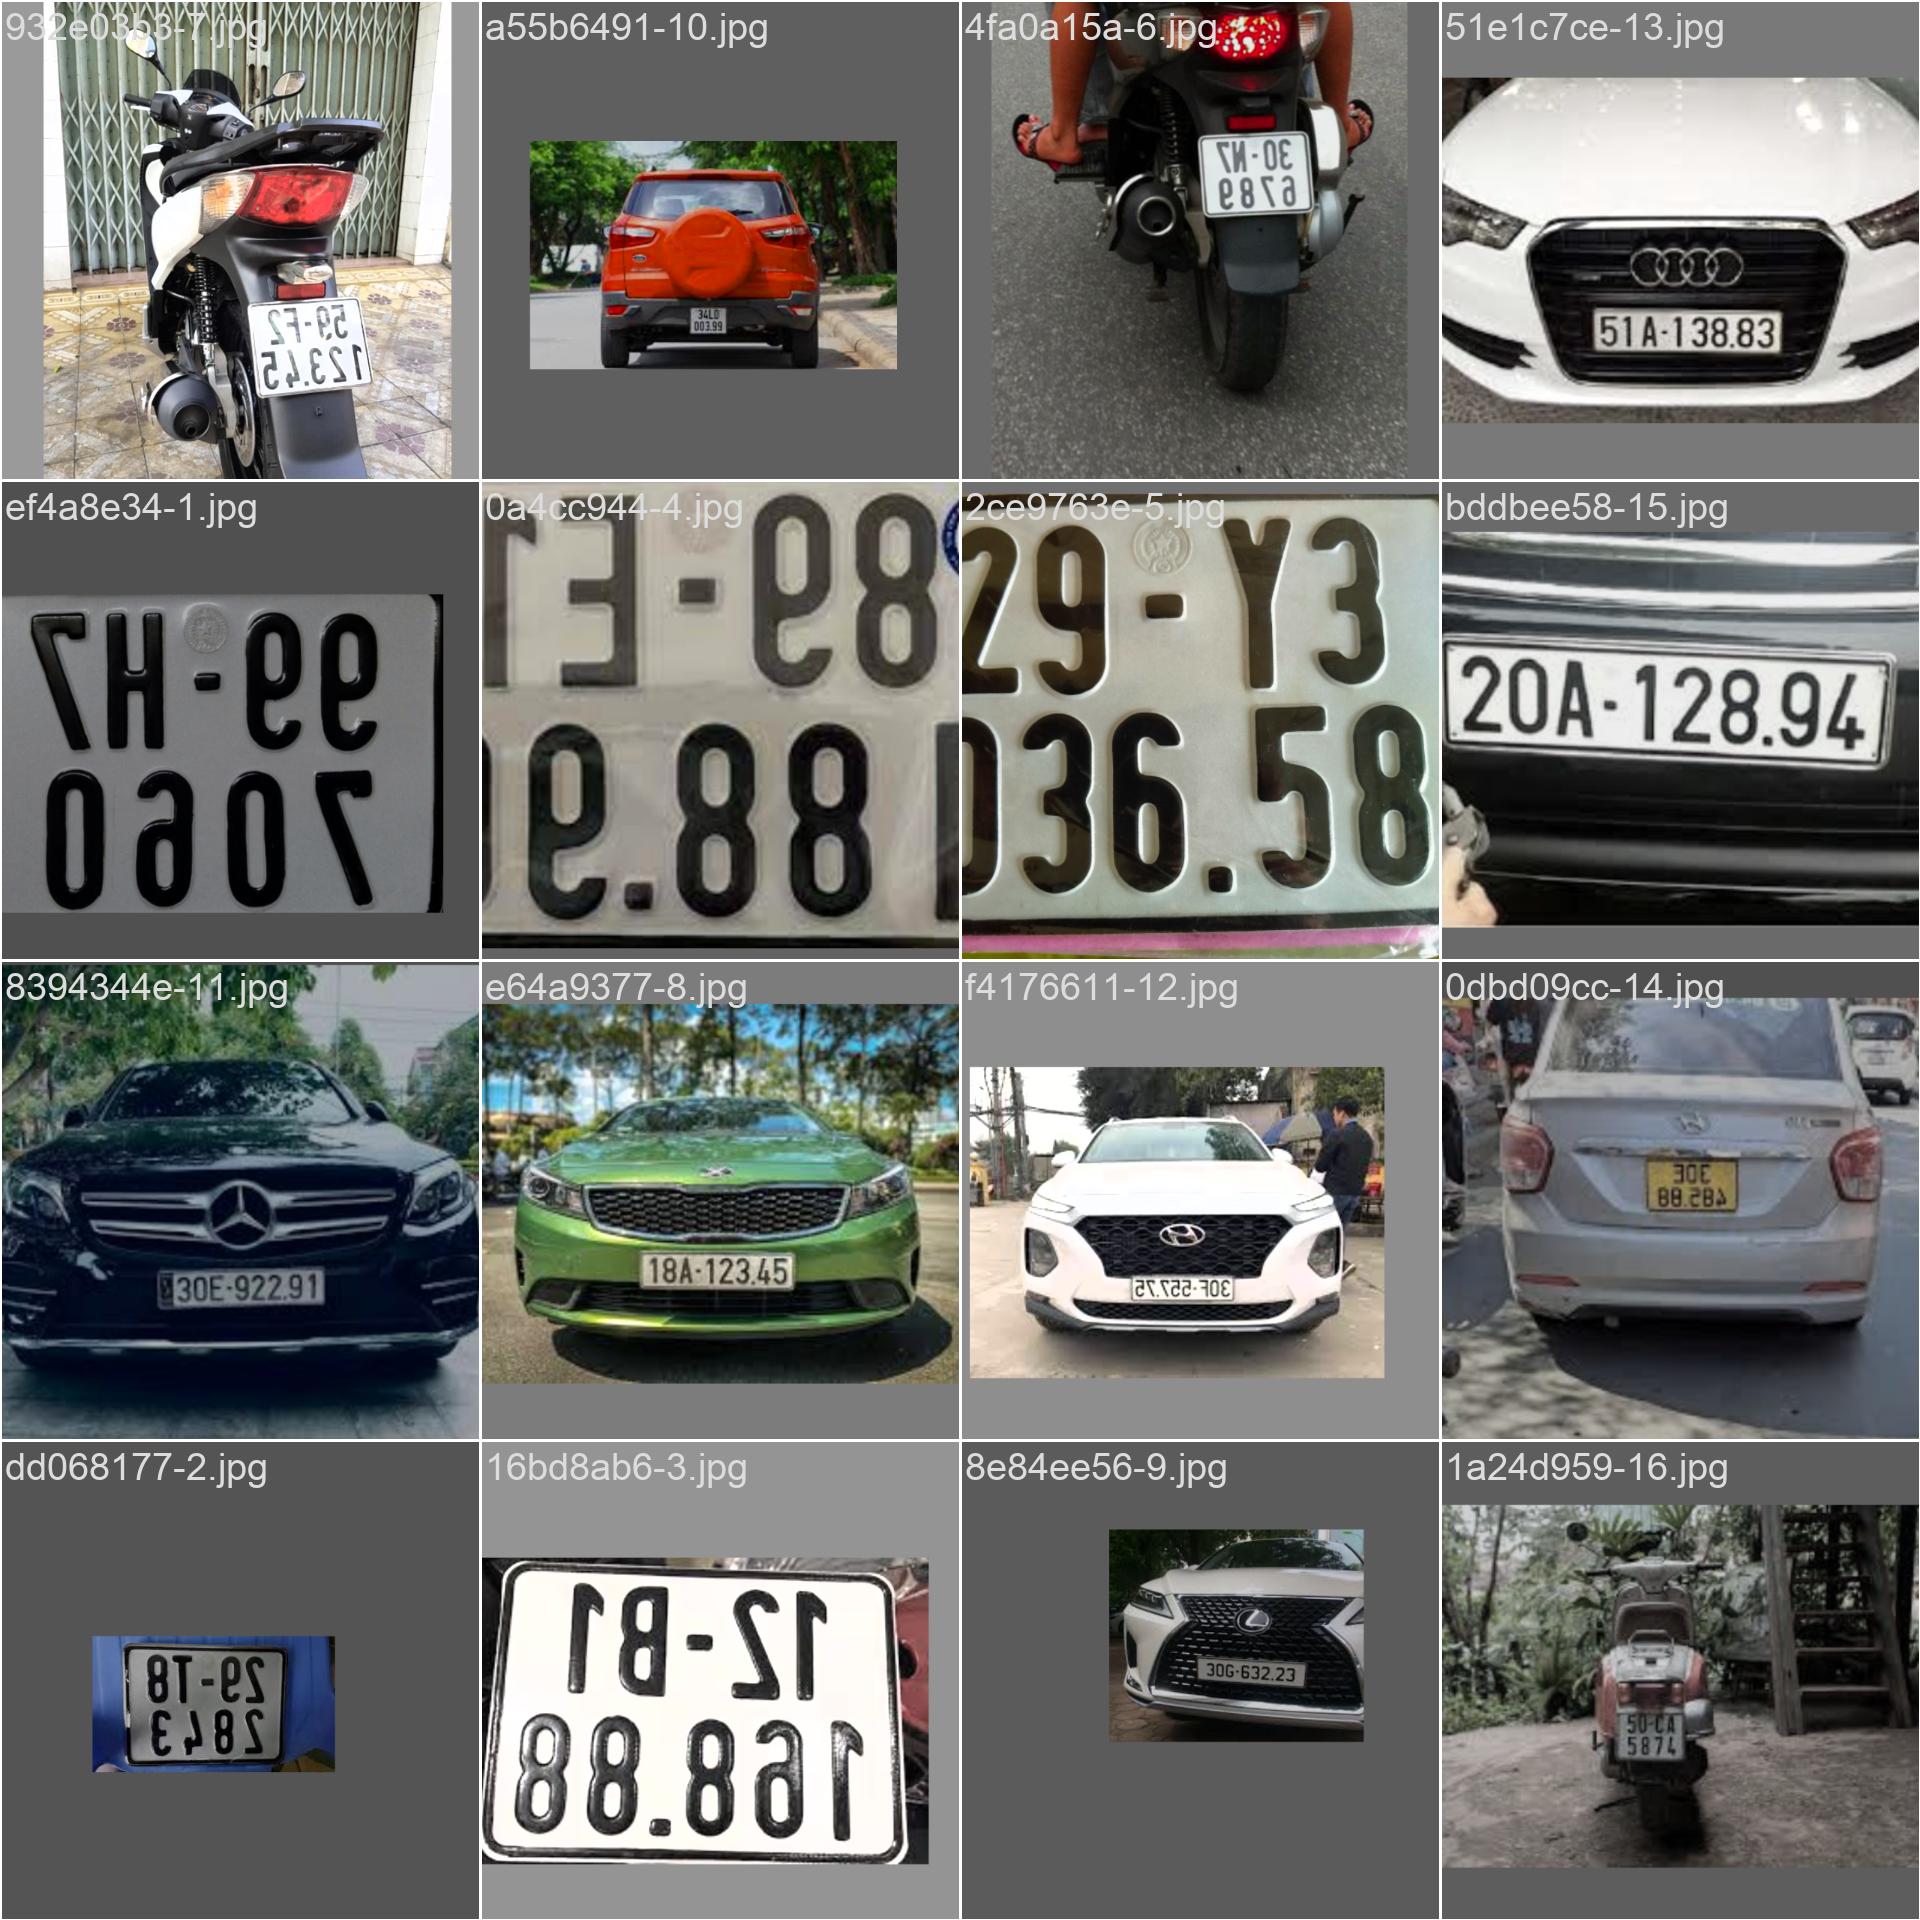 932e03b3-7.jpg
59-F2
123.45
a55b6491-10.jpg
34LD
003.99
4fa0a15a-6.jpg
30-N7
6789
51e1c7ce-13.jpg
51A-138.83
ef4a8e34-1.jpg
99-H7
7060
0a4cc944-4.jpg
89-E1
88.9
2ce9763e-5.jpg
29-Y3
036.58
bddbee58-15.jpg
20A-128.94
8394344e-11.jpg
30E-922.91
e64a9377-8.jpg
18A-123.45
f4176611-12.jpg
30F-557.75
0dbd09cc-14.jpg
30E
485.88
dd068177-2.jpg
29-T8
2843
16bd8ab6-3.jpg
12-B1
168.88
8e84ee56-9.jpg
30G-632.23
1a24d959-16.jpg
50-CA
5874